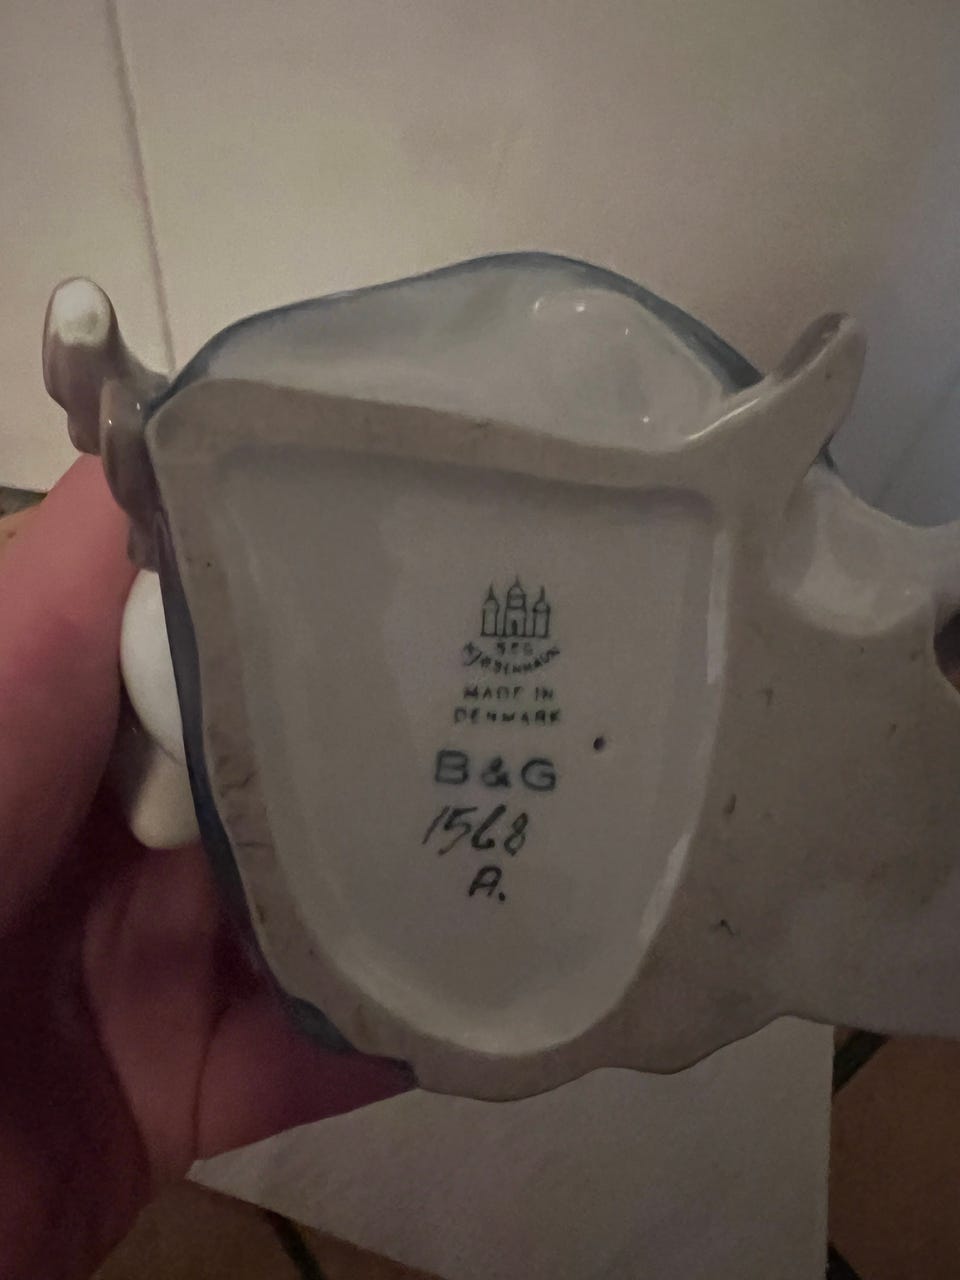 B&G
KJØBENHAVN
MADE IN
DENMARK
B & G
1568
A.